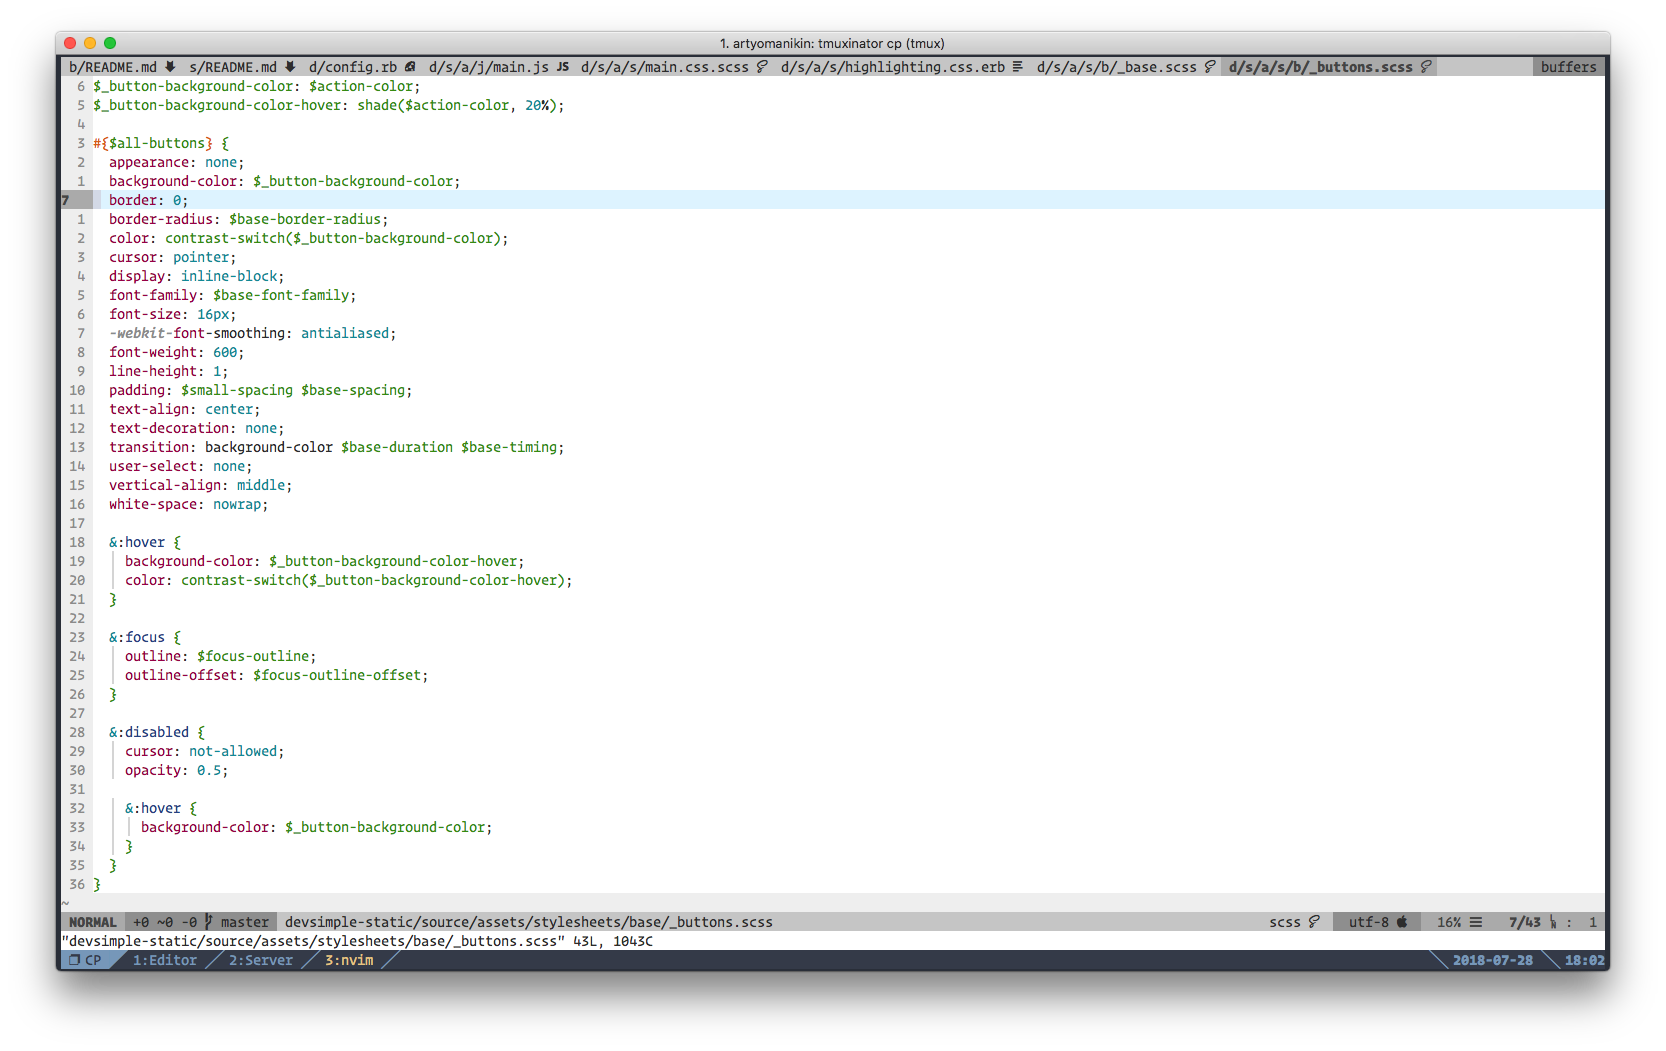 1. artyomanikin: tmuxinator cp (tmux)
b/README.md s/README.md d/config.rb d/s/a/j/main.js JS d/s/a/s/main.css.scss d/s/a/s/highlighting.css.erb d/s/a/s/b/_base.scss d/s/a/s/b/_buttons.scss buffers
6 $_button-background-color: $action-color;
5 $_button-background-color-hover: shade($action-color, 20%);
4
3 #{$all-buttons} {
2 appearance: none;
1 background-color: $_button-background-color;
7 border: 0;
1 border-radius: $base-border-radius;
2 color: contrast-switch($_button-background-color);
3 cursor: pointer;
4 display: inline-block;
5 font-family: $base-font-family;
6 font-size: 16px;
7 -webkit-font-smoothing: antialiased;
8 font-weight: 600;
9 line-height: 1;
10 padding: $small-spacing $base-spacing;
11 text-align: center;
12 text-decoration: none;
13 transition: background-color $base-duration $base-timing;
14 user-select: none;
15 vertical-align: middle;
16 white-space: nowrap;
17
18 &:hover {
19 background-color: $_button-background-color-hover;
20 color: contrast-switch($_button-background-color-hover);
21 }
22
23 &:focus {
24 outline: $focus-outline;
25 outline-offset: $focus-outline-offset;
26 }
27
28 &:disabled {
29 cursor: not-allowed;
30 opacity: 0.5;
31
32 &:hover {
33 background-color: $_button-background-color;
34 }
35 }
36 }
~
NORMAL +0 ~0 -0 master devsimple-static/source/assets/stylesheets/base/_buttons.scss scss utf-8 16% 7/43 : 1
"devsimple-static/source/assets/stylesheets/base/_buttons.scss" 43L, 1043C
CP 1:Editor 2:Server 3:nvim 2018-07-28 18:02